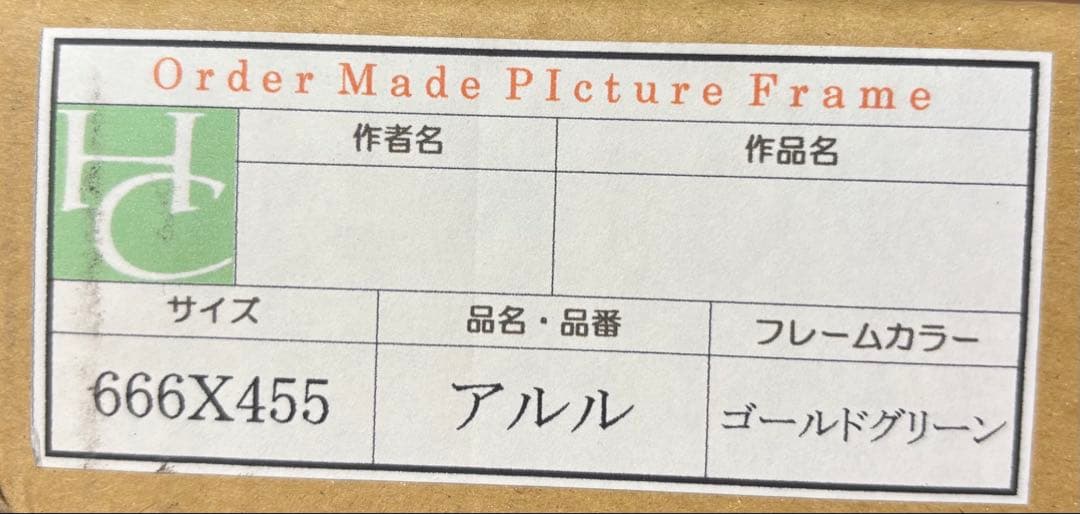 Order Made PIcture Frame
HC
作者名
作品名
サイズ
品名・品番
フレームカラー
666X455
アルル
ゴールドグリーン